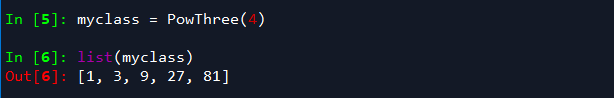 In [5]: myclass = PowThree(4)
In [6]: list(myclass)
Out[6]: [1, 3, 9, 27, 81]